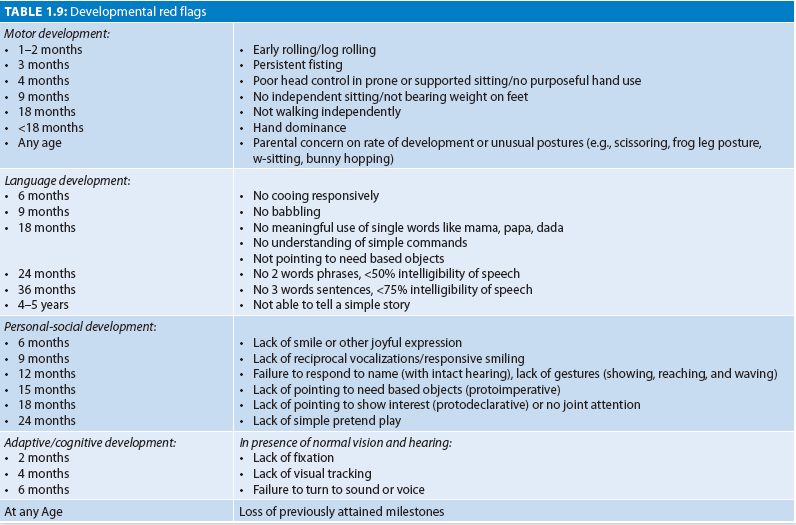 TABLE 1.9: Developmental red flags
Motor development:
• 1–2 months • Early rolling/log rolling
• 3 months • Persistent fisting
• 4 months • Poor head control in prone or supported sitting/no purposeful hand use
• 9 months • No independent sitting/not bearing weight on feet
• 18 months • Not walking independently
• <18 months • Hand dominance
• Any age • Parental concern on rate of development or unusual postures (e.g., scissoring, frog leg posture,
w-sitting, bunny hopping)
Language development:
• 6 months • No cooing responsively
• 9 months • No babbling
• 18 months • No meaningful use of single words like mama, papa, dada
• No understanding of simple commands
• Not pointing to need based objects
• 24 months • No 2 words phrases, <50% intelligibility of speech
• 36 months • No 3 words sentences, <75% intelligibility of speech
• 4–5 years • Not able to tell a simple story
Personal-social development:
• 6 months • Lack of smile or other joyful expression
• 9 months • Lack of reciprocal vocalizations/responsive smiling
• 12 months • Failure to respond to name (with intact hearing), lack of gestures (showing, reaching, and waving)
• 15 months • Lack of pointing to need based objects (protoimperative)
• 18 months • Lack of pointing to show interest (protodeclarative) or no joint attention
• 24 months • Lack of simple pretend play
Adaptive/cognitive development: In presence of normal vision and hearing:
• 2 months • Lack of fixation
• 4 months • Lack of visual tracking
• 6 months • Failure to turn to sound or voice
At any Age Loss of previously attained milestones